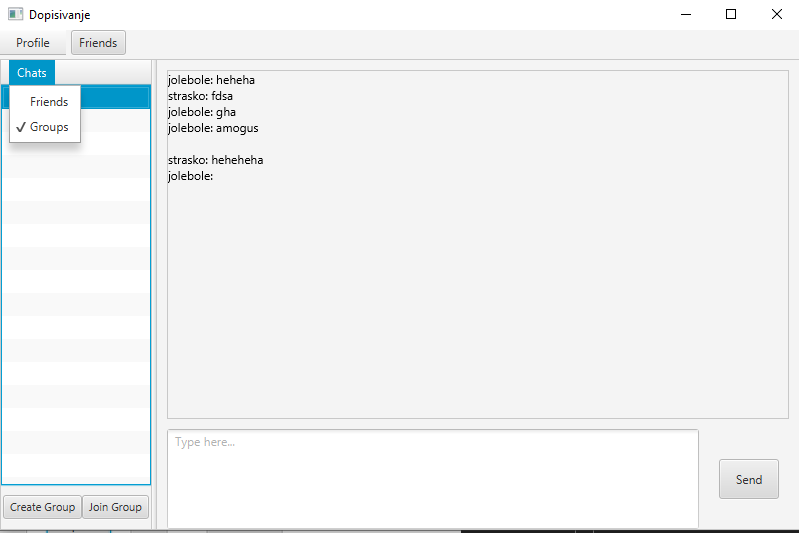 Dopisivanje
Profile
Friends
Chats
Friends
Groups
jolebole: heheha
strasko: fdsa
jolebole: gha
jolebole: amogus
strasko: heheheha
jolebole:
Type here...
Send
Create Group
Join Group